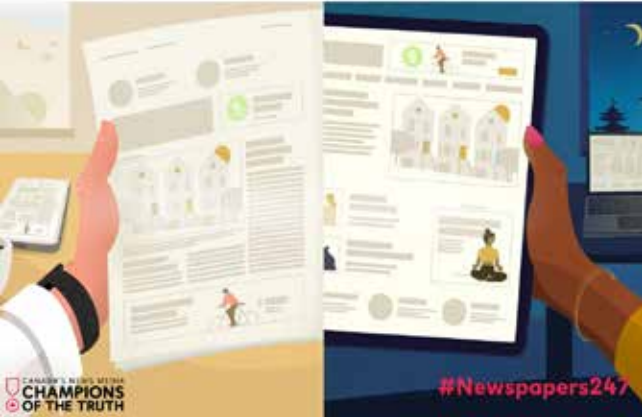 CANADA'S NEWS MEDIA
CHAMPIONS
OF THE TRUTH
#Newspapers247